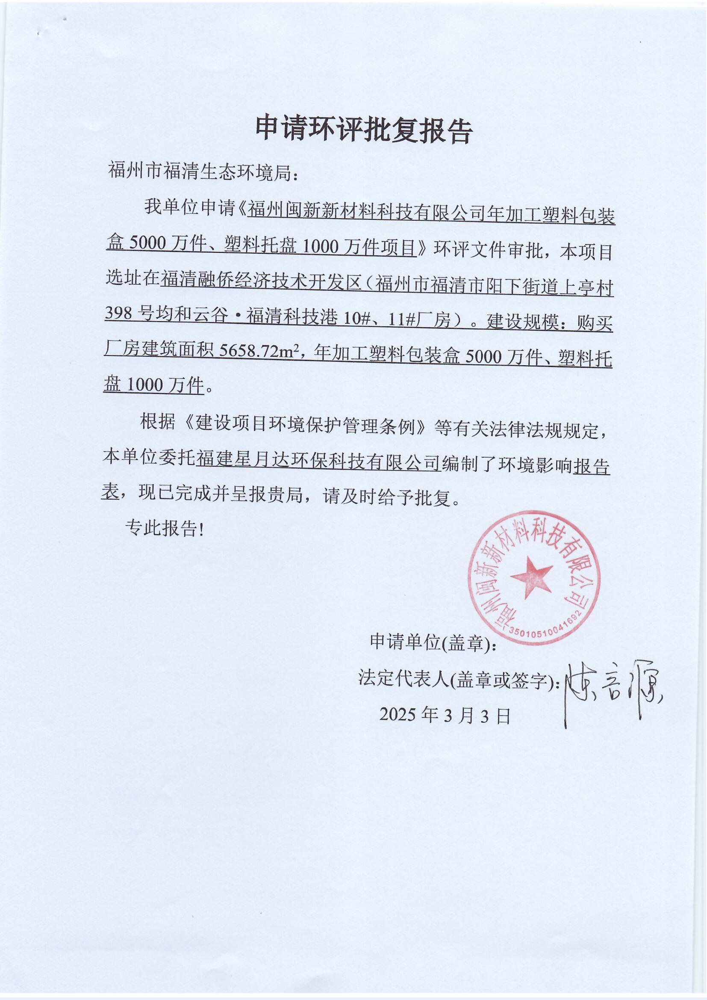 申请环评批复报告
福州市福清生态环境局：
我单位申请《福州闽新新材料科技有限公司年加工塑料包装
盒 5000 万件、塑料托盘 1000 万件项目》环评文件审批，本项目
选址在福清融侨经济技术开发区（福州市福清市阳下街道上亭村
398 号均和云谷•福清科技港 10#、11#厂房）。建设规模：购买
厂房建筑面积 5658.72m²，年加工塑料包装盒 5000 万件、塑料托
盘 1000 万件。
根据《建设项目环境保护管理条例》等有关法律法规规定，
本单位委托福建星月达环保科技有限公司编制了环境影响报告
表，现已完成并呈报贵局，请及时给予批复。
专此报告!
福州闽新新材料科技有限公司
35010510041692
申请单位(盖章)：
法定代表人(盖章或签字)：陈音源
2025 年 3 月 3 日